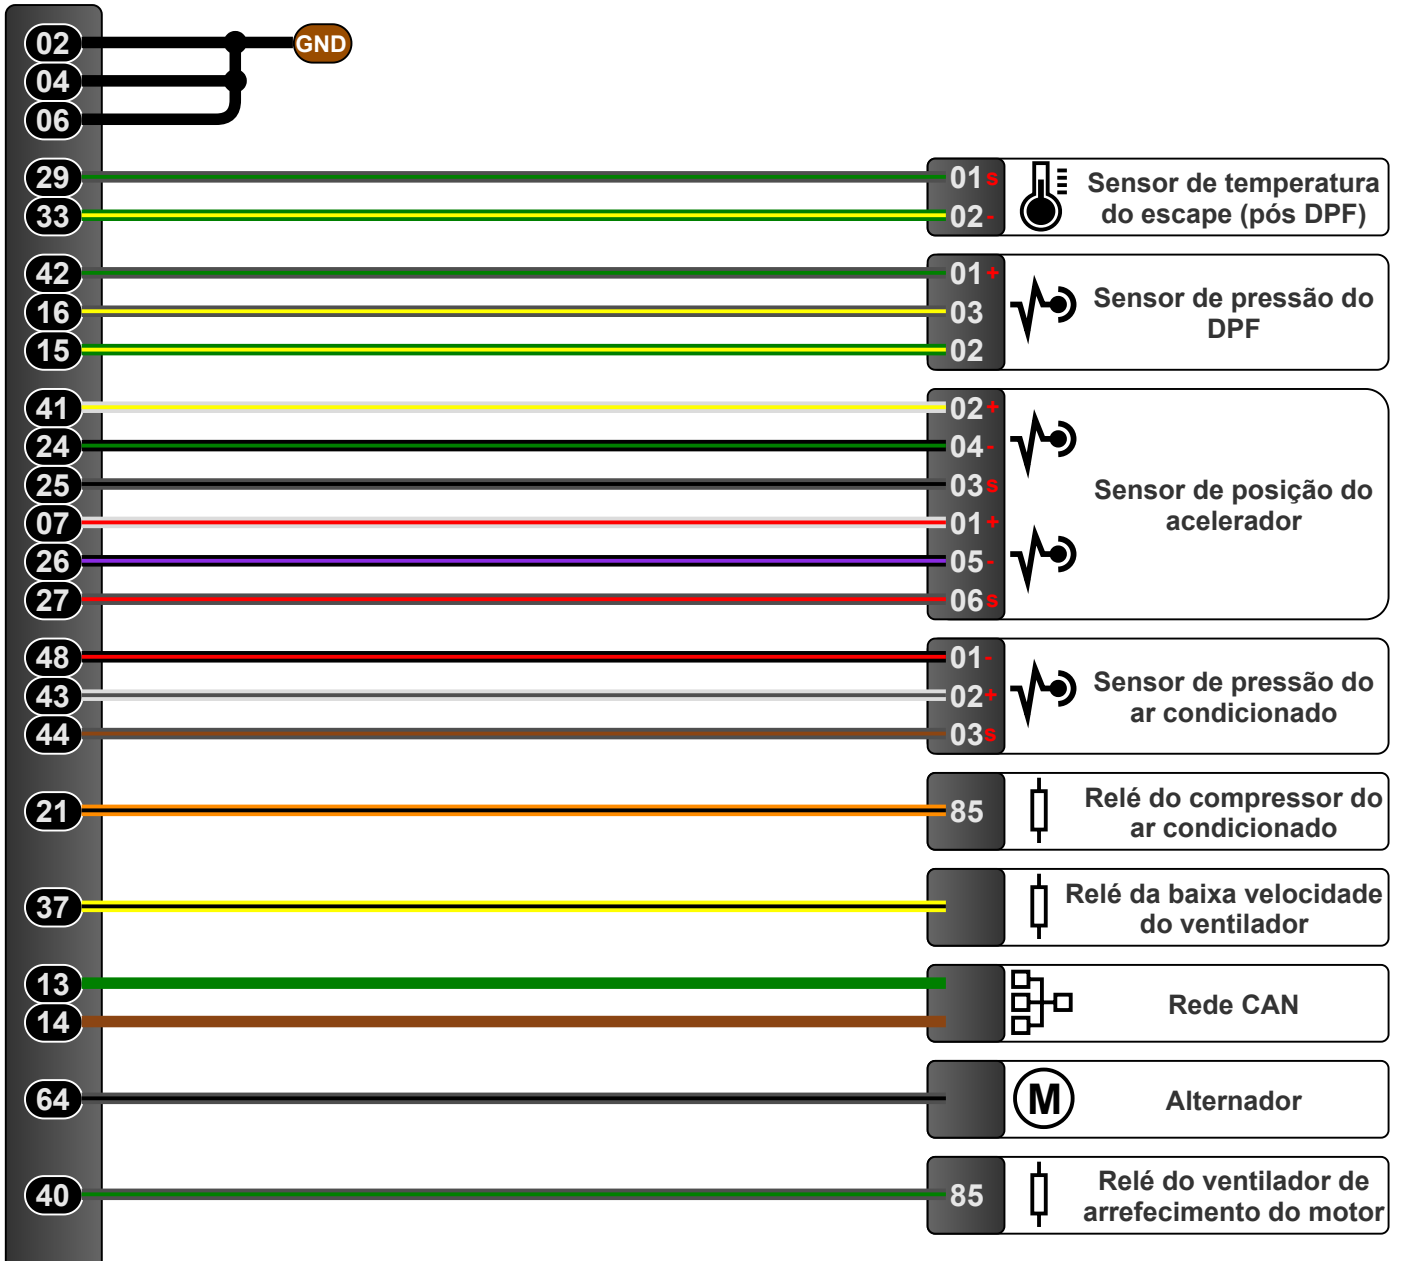 02 GND
04
06
29 01 s Sensor de temperatura
33 02 - do escape (pós DPF)
42 01 + Sensor de pressão do
16 03 DPF
15 02
41 02 +
24 04 -
25 03 s Sensor de posição do
07 01 + acelerador
26 05 -
27 06 s
48 01 - Sensor de pressão do
43 02 + ar condicionado
44 03 s
21 85 Relé do compressor do
ar condicionado
37 Relé da baixa velocidade
do ventilador
13 Rede CAN
14
64 M Alternador
40 85 Relé do ventilador de
arrefecimento do motor